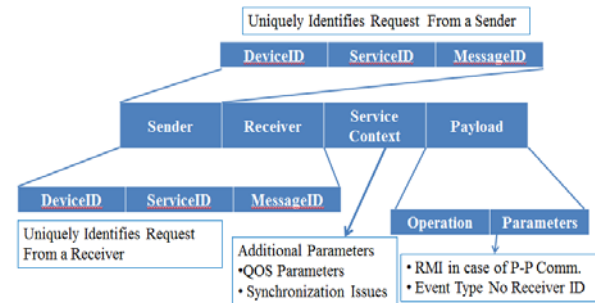 Uniquely Identifies Request From a Sender
DeviceID ServiceID MessageID
Sender Receiver Service Context Payload
DeviceID ServiceID MessageID
Uniquely Identifies Request
From a Receiver
Additional Parameters
•QOS Parameters
• Synchronization Issues
Operation Parameters
• RMI in case of P-P Comm.
• Event Type No Receiver ID